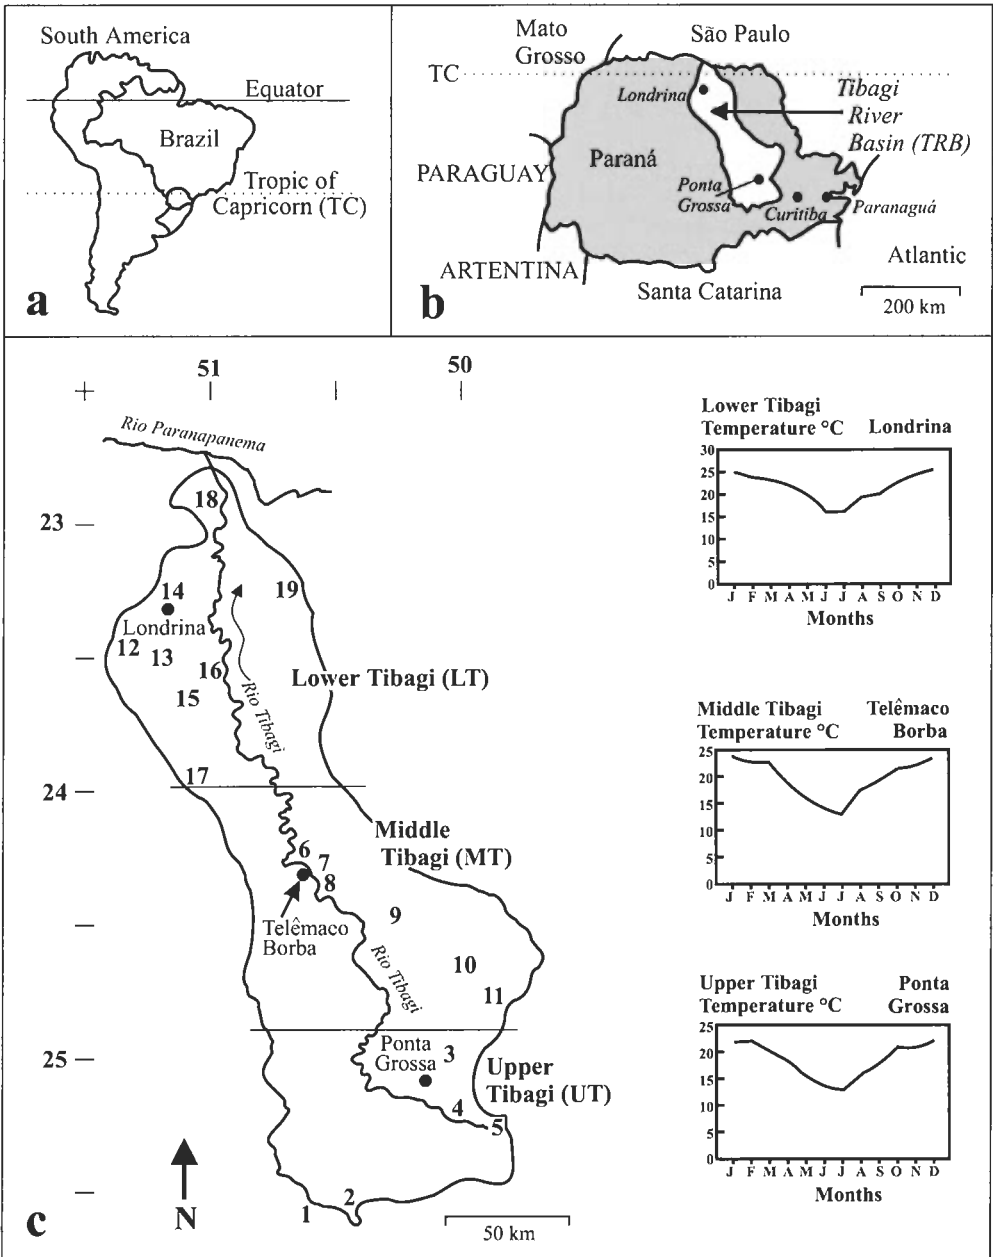 South America
Equator
Brazil
Tropic of
Capricorn (TC)
a
Mato
Grosso
São Paulo
TC
Londrina
Tibagi
River
Basin (TRB)
Paraná
PARAGUAY
Ponta
Grossa
Curitiba
Paranaguá
ARTENTINA
Atlantic
Santa Catarina
200 km
b
51
50
Rio Paranapanema
18
23
14
19
Londrina
12
13
16
15
Lower Tibagi (LT)
Rio Tibagi
17
24
Middle
Tibagi (MT)
6
7
8
9
Telêmaco
Borba
10
Rio Tibagi
11
25
Ponta
Grossa
3
Upper
Tibagi (UT)
4
5
N
1
2
50 km
c
Lower Tibagi
Temperature °C Londrina
30
25
20
15
10
5
0
J F M A M J J A S O N D
Months
Middle Tibagi Telêmaco
Temperature °C Borba
25
20
15
10
5
0
J F M A M J J A S O N D
Months
Upper Tibagi Ponta
Temperature °C Grossa
25
20
15
10
5
0
J F M A M J J A S O N D
Months